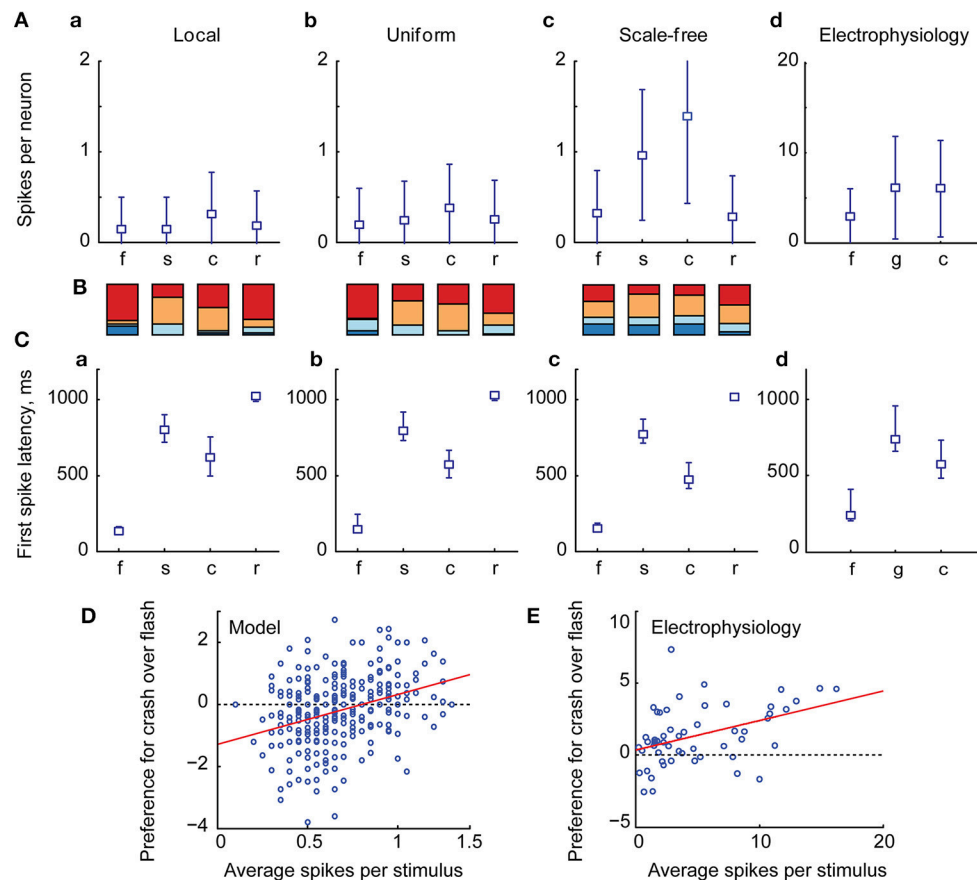 A a b c d
Local Uniform Scale-free Electrophysiology
Spikes per neuron
2 2 2 20
1 1 1 10
0 0 0 0
f s c r f s c r f s c r f g c
B
C a b c d
First spike latency, ms
1000 1000 1000 1000
500 500 500 500
0 0 0 0
f s c r f s c r f s c r f g c
D
Model
Preference for crash over flash
2
0
−2
−4
0 0.5 1 1.5
Average spikes per stimulus
E
Electrophysiology
Preference for crash over flash
10
5
0
−5
0 10 20
Average spikes per stimulus